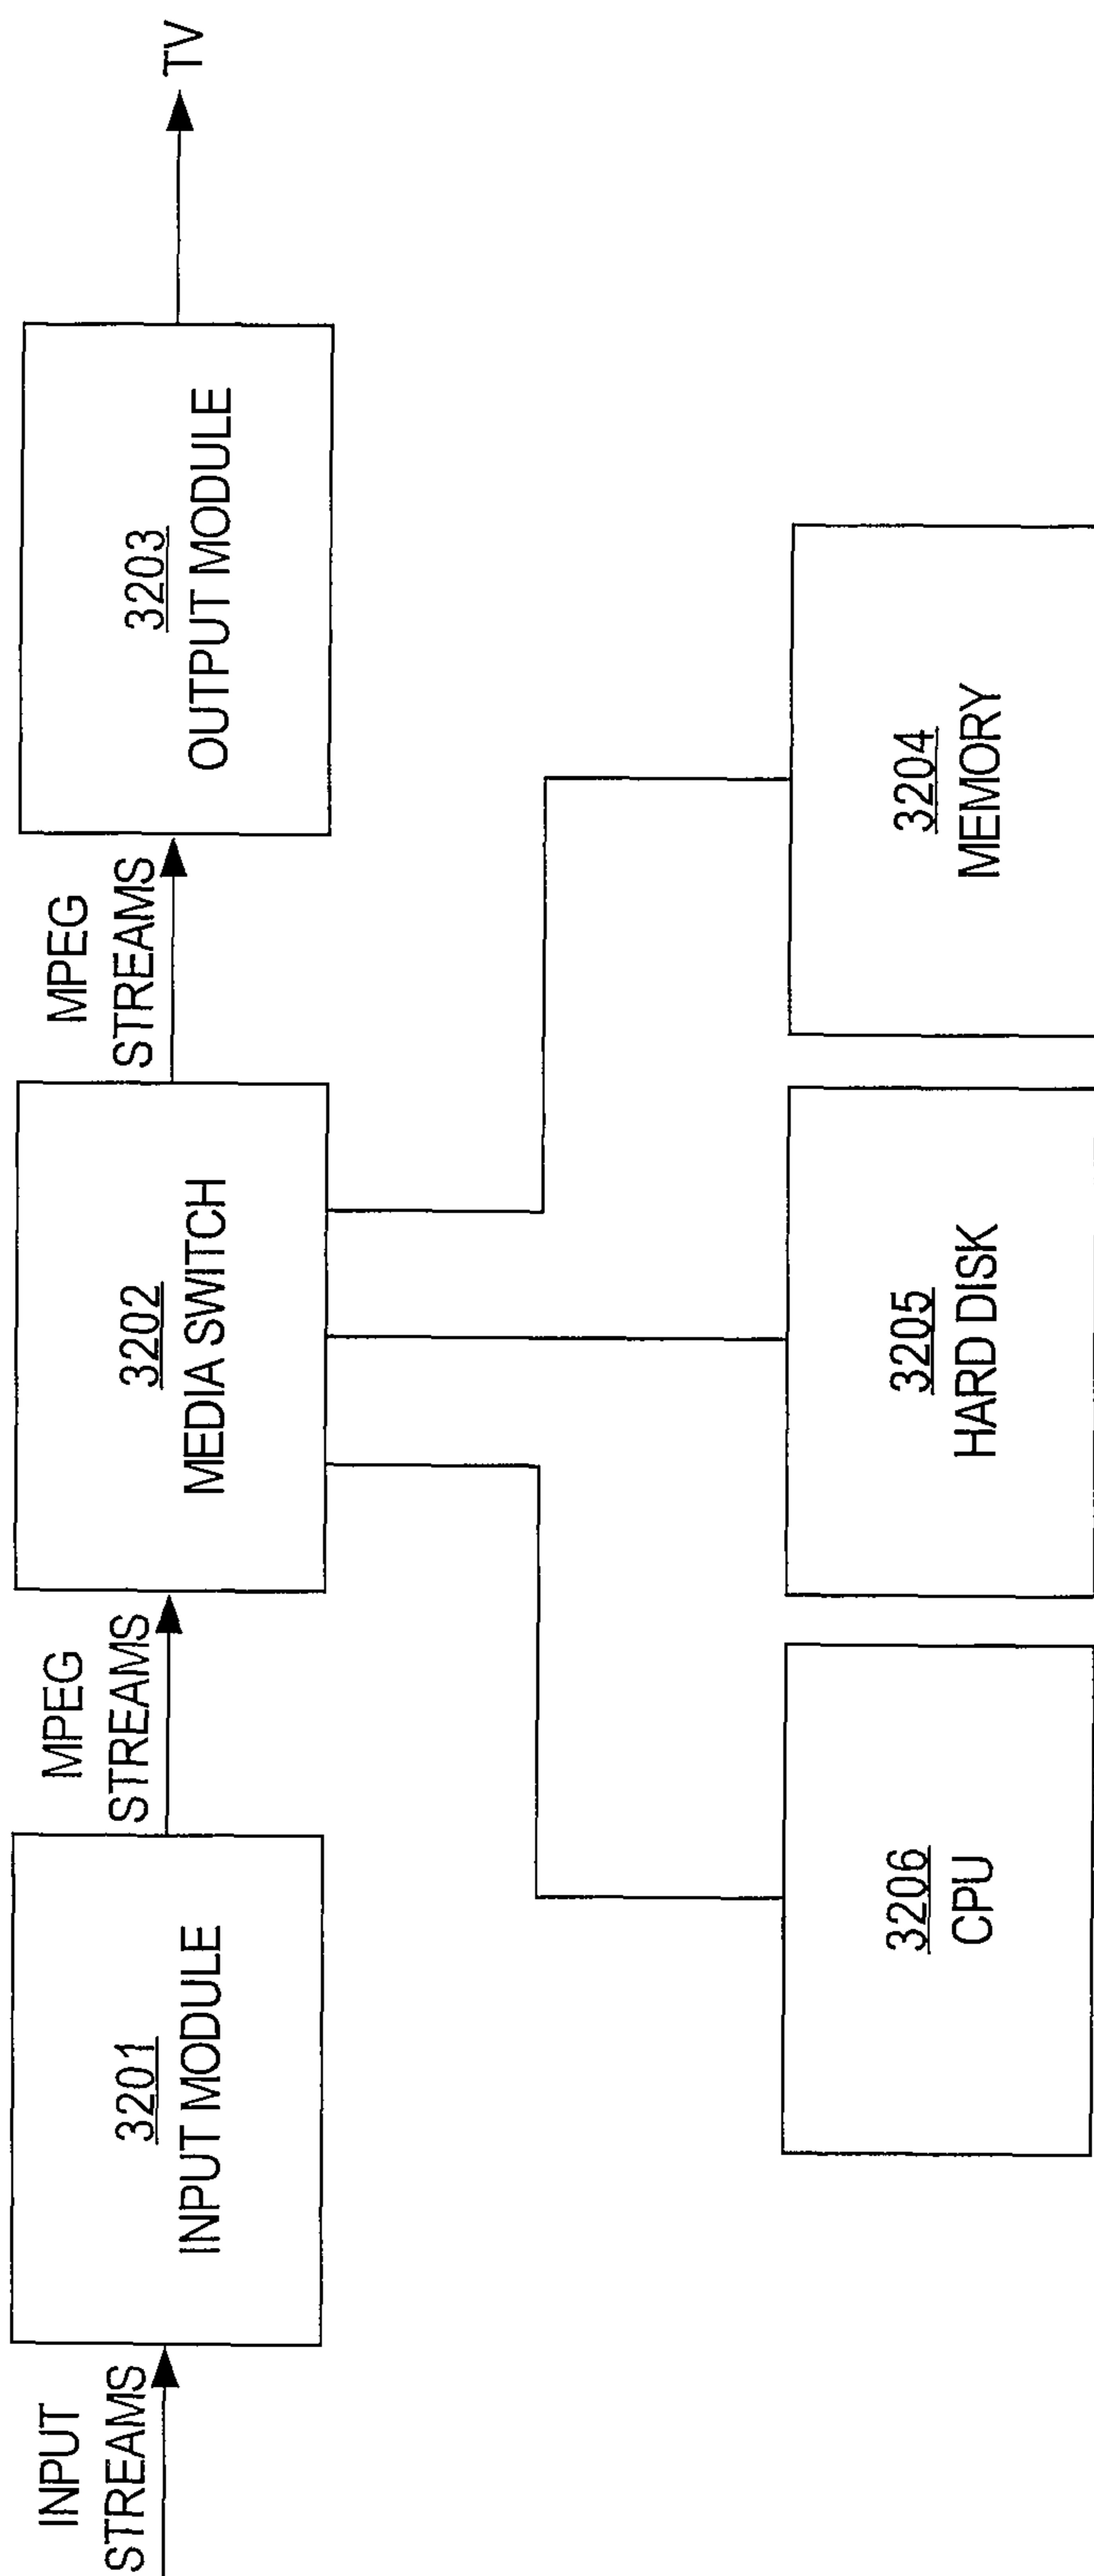 INPUT
STREAMS
3201
INPUT MODULE
MPEG
STREAMS
3202
MEDIA SWITCH
MPEG
STREAMS
3203
OUTPUT MODULE
TV
3206
CPU
3205
HARD DISK
3204
MEMORY